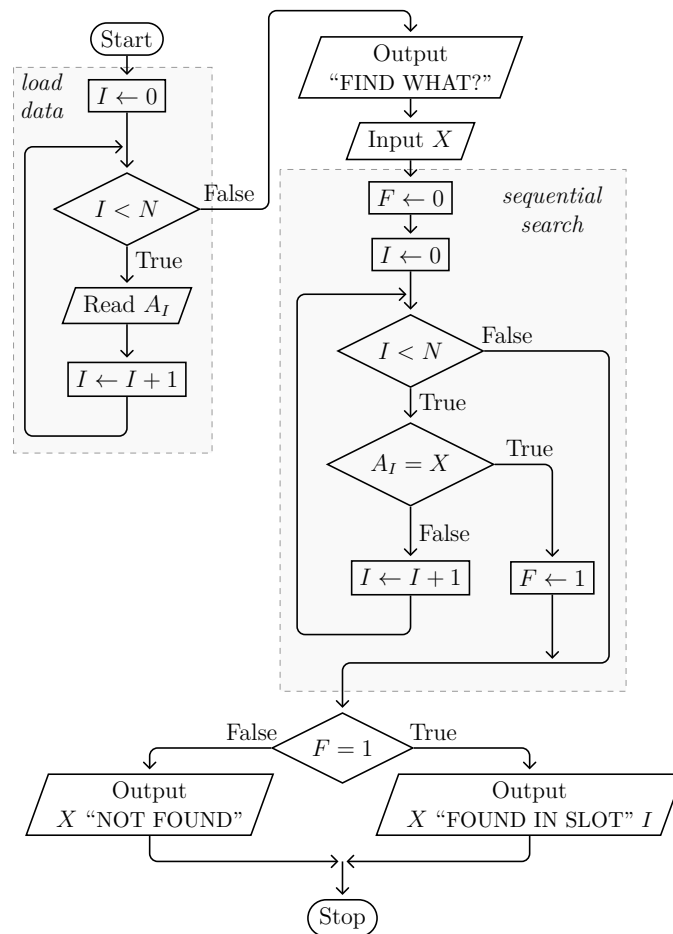 Start
load
data
I ← 0
I < N
False
True
Read A_I
I ← I + 1
Output
“FIND WHAT?”
Input X
sequential
search
F ← 0
I ← 0
I < N
False
True
A_I = X
True
False
I ← I + 1
F ← 1
F = 1
False
True
Output
X “NOT FOUND”
Output
X “FOUND IN SLOT” I
Stop